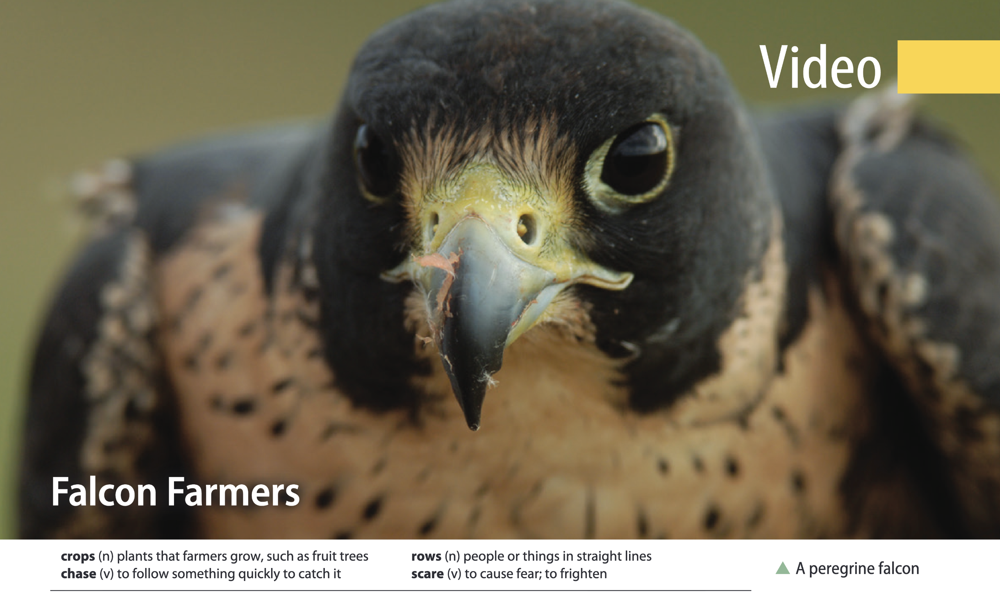 Video
Falcon Farmers
crops (n) plants that farmers grow, such as fruit trees
chase (v) to follow something quickly to catch it
rows (n) people or things in straight lines
scare (v) to cause fear; to frighten
A peregrine falcon